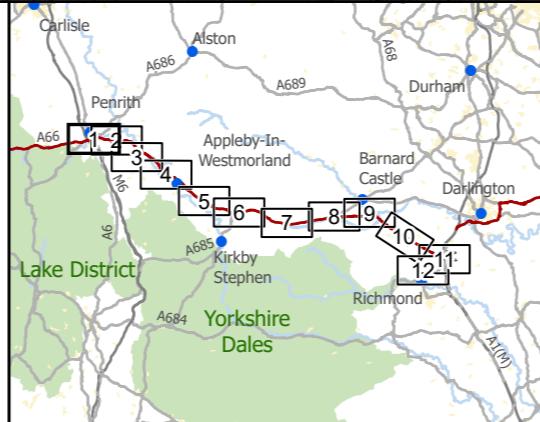 Carlisle
Alston
A686
A68
A689
Durham
Penrith
A66
1
2
3
4
5
6
7
8
9
10
11
12
Appleby-In-
Westmorland
Barnard
Castle
Darlington
M6
A6
A685
Kirkby
Stephen
Lake District
Richmond
A684
Yorkshire
Dales
A1(M)